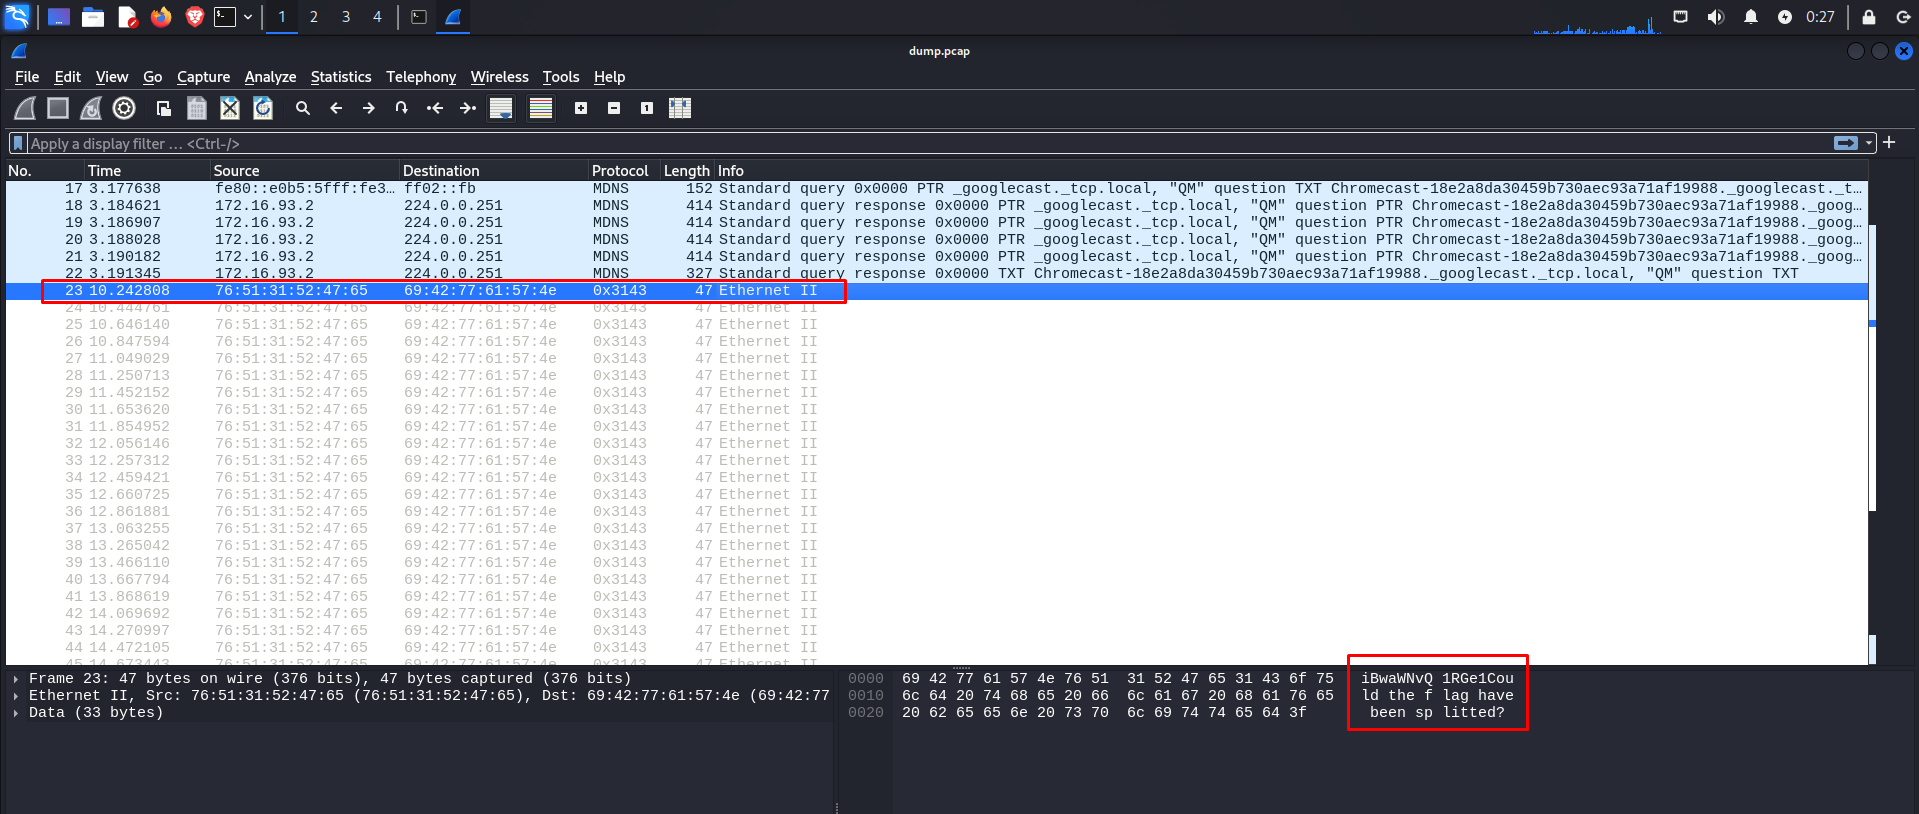 1 2 3 4 0:27
dump.pcap
File Edit View Go Capture Analyze Statistics Telephony Wireless Tools Help
Apply a display filter … <Ctrl-/>
No. Time Source Destination Protocol Length Info
17 3.177638 fe80::e0b5:5fff:fe3… ff02::fb MDNS 152 Standard query 0x0000 PTR _googlecast._tcp.local, "QM" question TXT Chromecast-18e2a8da30459b730aec93a71af19988._googlecast._t…
18 3.184621 172.16.93.2 224.0.0.251 MDNS 414 Standard query response 0x0000 PTR _googlecast._tcp.local, "QM" question PTR Chromecast-18e2a8da30459b730aec93a71af19988._goog…
19 3.186907 172.16.93.2 224.0.0.251 MDNS 414 Standard query response 0x0000 PTR _googlecast._tcp.local, "QM" question PTR Chromecast-18e2a8da30459b730aec93a71af19988._goog…
20 3.188028 172.16.93.2 224.0.0.251 MDNS 414 Standard query response 0x0000 PTR _googlecast._tcp.local, "QM" question PTR Chromecast-18e2a8da30459b730aec93a71af19988._goog…
21 3.190182 172.16.93.2 224.0.0.251 MDNS 414 Standard query response 0x0000 PTR _googlecast._tcp.local, "QM" question PTR Chromecast-18e2a8da30459b730aec93a71af19988._goog…
22 3.191345 172.16.93.2 224.0.0.251 MDNS 327 Standard query response 0x0000 TXT Chromecast-18e2a8da30459b730aec93a71af19988._googlecast._tcp.local, "QM" question TXT
23 10.242808 76:51:31:52:47:65 69:42:77:61:57:4e 0x3143 47 Ethernet II
24 10.444761 76:51:31:52:47:65 69:42:77:61:57:4e 0x3143 47 Ethernet II
25 10.646140 76:51:31:52:47:65 69:42:77:61:57:4e 0x3143 47 Ethernet II
26 10.847594 76:51:31:52:47:65 69:42:77:61:57:4e 0x3143 47 Ethernet II
27 11.049029 76:51:31:52:47:65 69:42:77:61:57:4e 0x3143 47 Ethernet II
28 11.250713 76:51:31:52:47:65 69:42:77:61:57:4e 0x3143 47 Ethernet II
29 11.452152 76:51:31:52:47:65 69:42:77:61:57:4e 0x3143 47 Ethernet II
30 11.653620 76:51:31:52:47:65 69:42:77:61:57:4e 0x3143 47 Ethernet II
31 11.854952 76:51:31:52:47:65 69:42:77:61:57:4e 0x3143 47 Ethernet II
32 12.056146 76:51:31:52:47:65 69:42:77:61:57:4e 0x3143 47 Ethernet II
33 12.257312 76:51:31:52:47:65 69:42:77:61:57:4e 0x3143 47 Ethernet II
34 12.459421 76:51:31:52:47:65 69:42:77:61:57:4e 0x3143 47 Ethernet II
35 12.660725 76:51:31:52:47:65 69:42:77:61:57:4e 0x3143 47 Ethernet II
36 12.861881 76:51:31:52:47:65 69:42:77:61:57:4e 0x3143 47 Ethernet II
37 13.063255 76:51:31:52:47:65 69:42:77:61:57:4e 0x3143 47 Ethernet II
38 13.265042 76:51:31:52:47:65 69:42:77:61:57:4e 0x3143 47 Ethernet II
39 13.466110 76:51:31:52:47:65 69:42:77:61:57:4e 0x3143 47 Ethernet II
40 13.667794 76:51:31:52:47:65 69:42:77:61:57:4e 0x3143 47 Ethernet II
41 13.868619 76:51:31:52:47:65 69:42:77:61:57:4e 0x3143 47 Ethernet II
42 14.069692 76:51:31:52:47:65 69:42:77:61:57:4e 0x3143 47 Ethernet II
43 14.270997 76:51:31:52:47:65 69:42:77:61:57:4e 0x3143 47 Ethernet II
44 14.472105 76:51:31:52:47:65 69:42:77:61:57:4e 0x3143 47 Ethernet II
45 14.673443 76:51:31:52:47:65 69:42:77:61:57:4e 0x3143 47 Ethernet II
Frame 23: 47 bytes on wire (376 bits), 47 bytes captured (376 bits)
Ethernet II, Src: 76:51:31:52:47:65 (76:51:31:52:47:65), Dst: 69:42:77:61:57:4e (69:42:77
Data (33 bytes)
0000 69 42 77 61 57 4e 76 51 31 52 47 65 31 43 6f 75 iBwaWNvQ 1RGe1Cou
0010 6c 64 20 74 68 65 20 66 6c 61 67 20 68 61 76 65 ld the f lag have
0020 20 62 65 65 6e 20 73 70 6c 69 74 74 65 64 3f been sp litted?